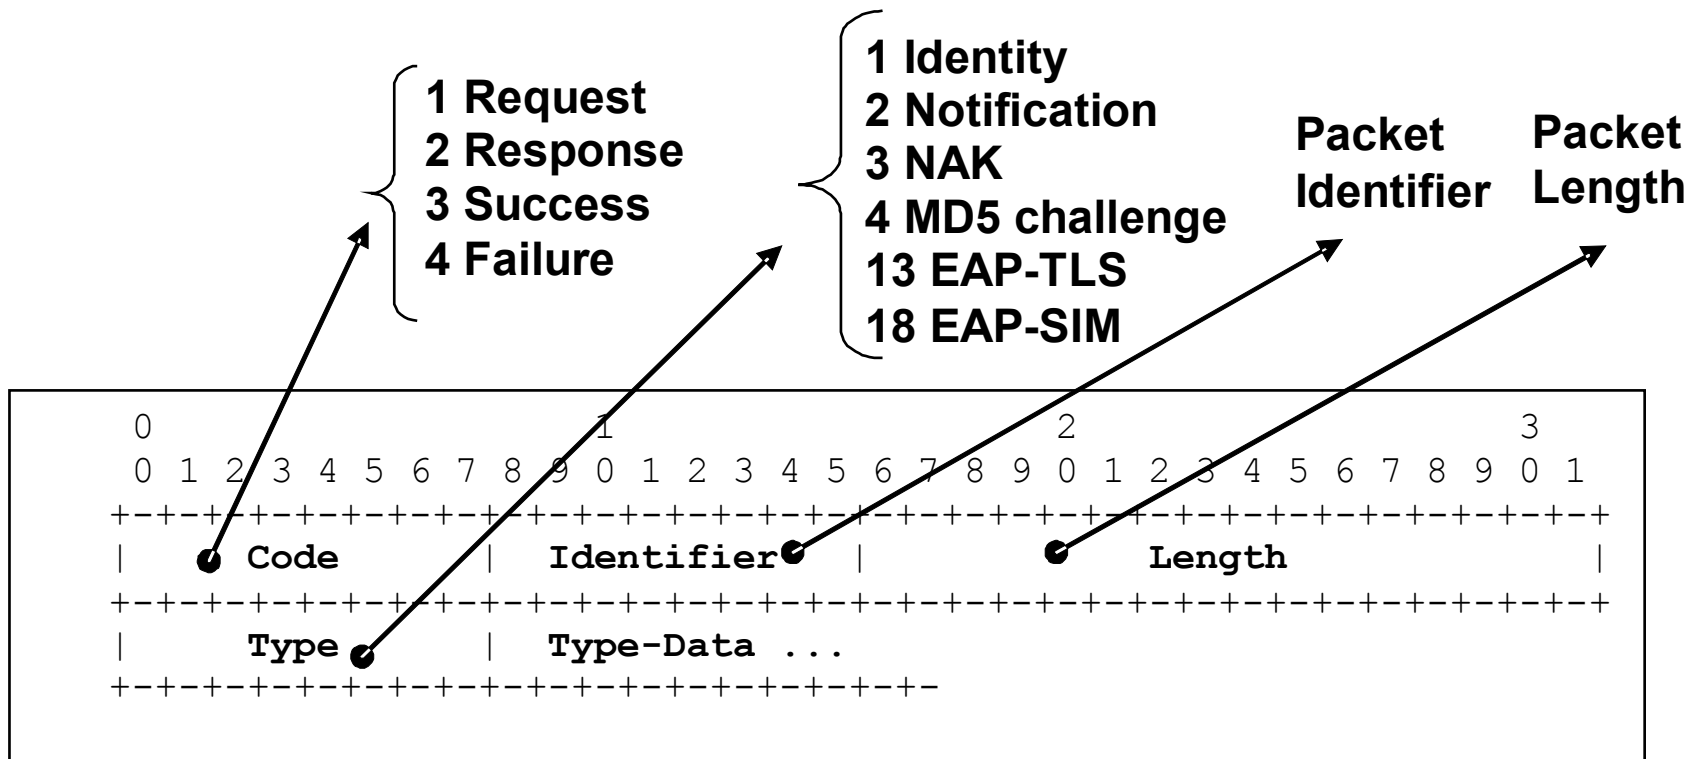 1 Request
2 Response
3 Success
4 Failure
1 Identity
2 Notification
3 NAK
4 MD5 challenge
13 EAP-TLS
18 EAP-SIM
Packet
Identifier
Packet
Length
0 1 2 3
0 1 2 3 4 5 6 7 8 9 0 1 2 3 4 5 6 7 8 9 0 1 2 3 4 5 6 7 8 9 0 1
+-+-+-+-+-+-+-+-+-+-+-+-+-+-+-+-+-+-+-+-+-+-+-+-+-+-+-+-+-+-+-+-+
| Code | Identifier | Length |
+-+-+-+-+-+-+-+-+-+-+-+-+-+-+-+-+-+-+-+-+-+-+-+-+-+-+-+-+-+-+-+-+
| Type | Type-Data ...
+-+-+-+-+-+-+-+-+-+-+-+-+-+-+-+-+-+-